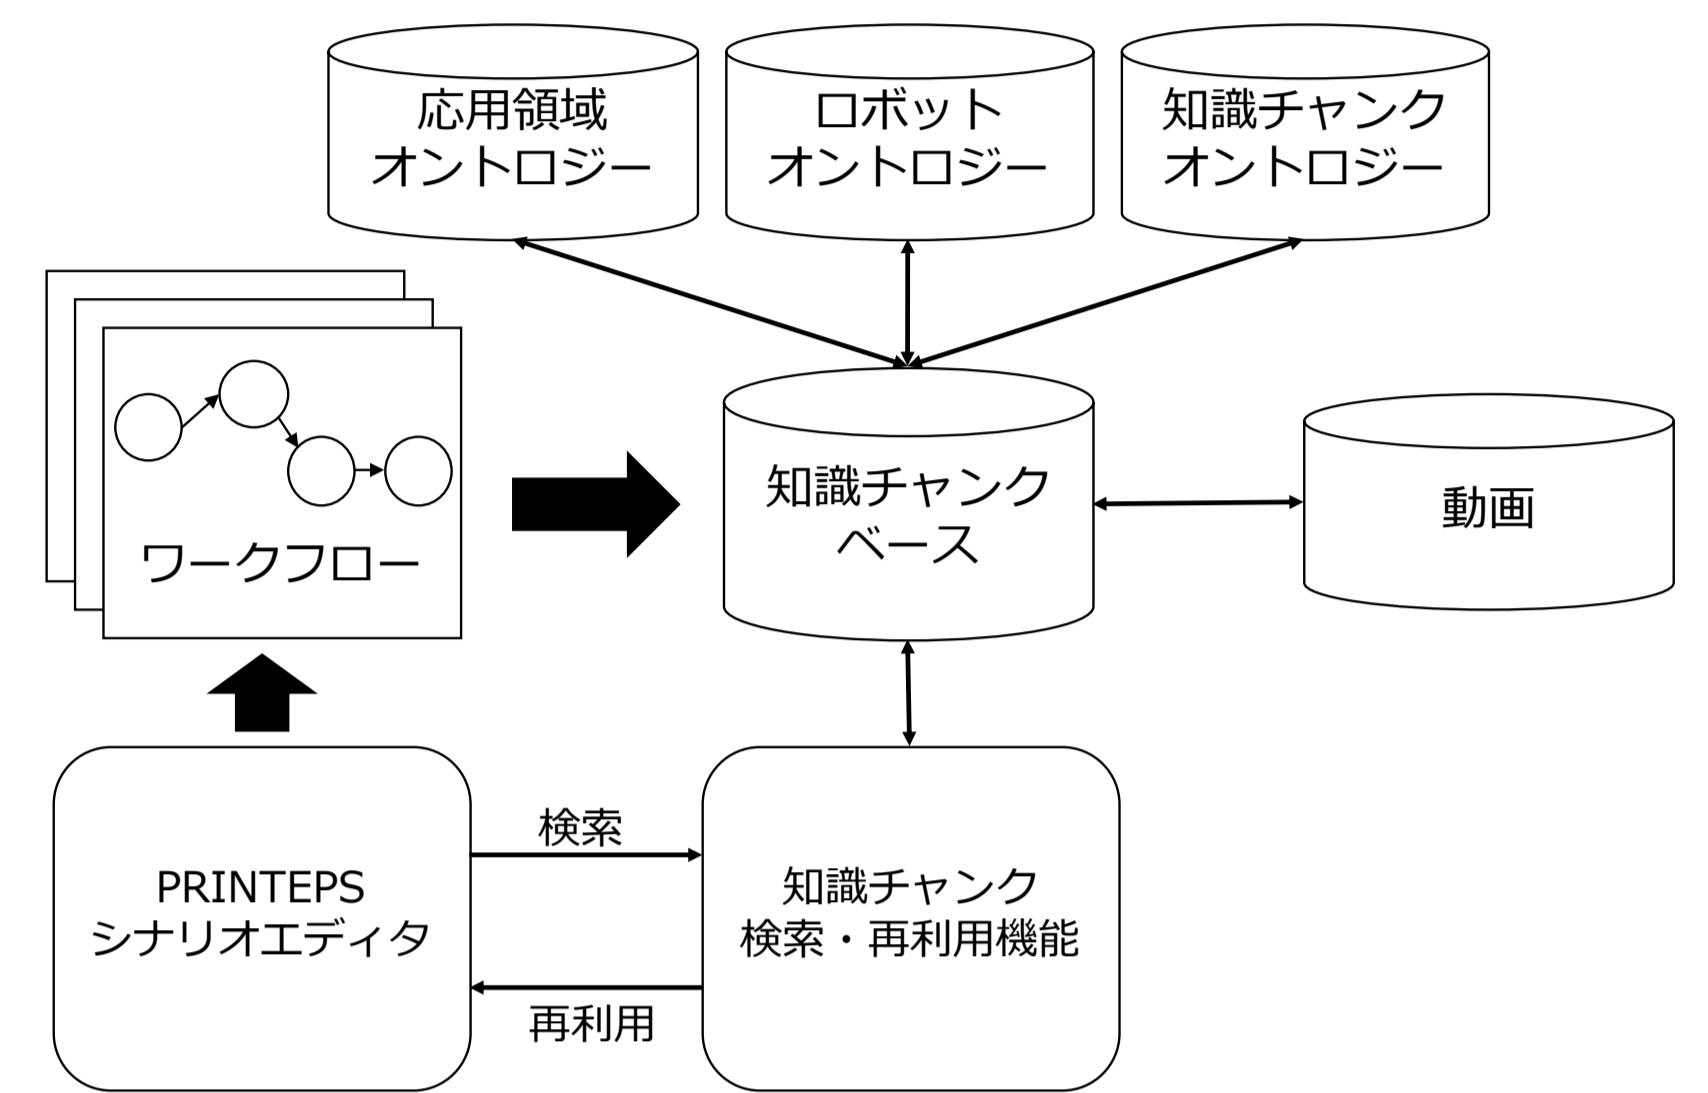 応用領域
オントロジー
ロボット
オントロジー
知識チャンク
オントロジー
ワークフロー
知識チャンク
ベース
動画
PRINTEPS
シナリオエディタ
検索
再利用
知識チャンク
検索・再利用機能